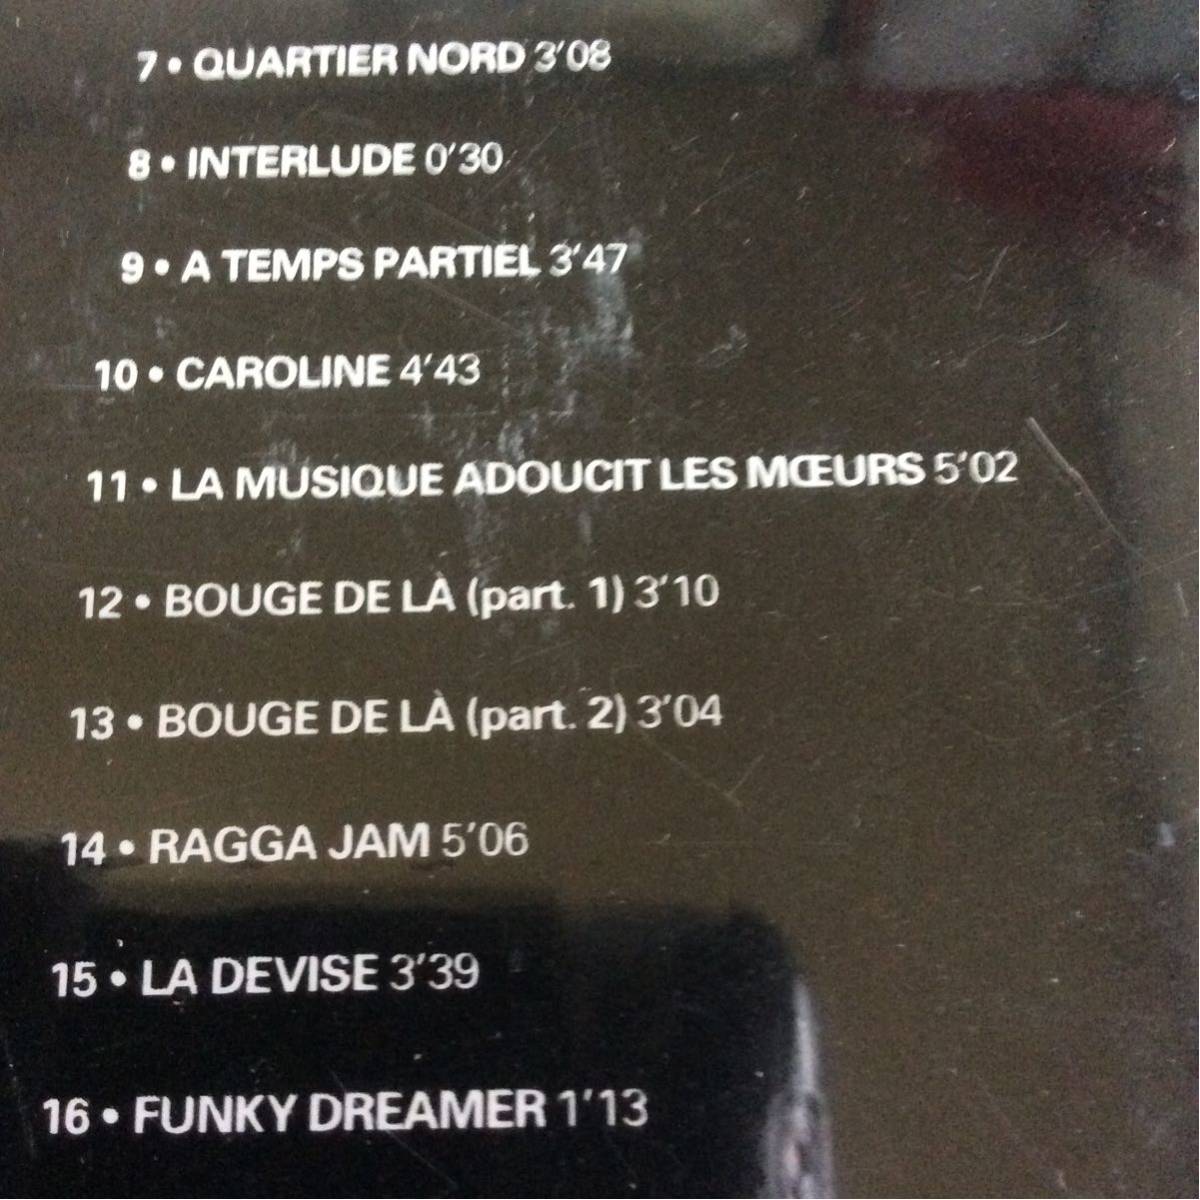 7 • QUARTIER NORD 3'08
8 • INTERLUDE 0'30
9 • A TEMPS PARTIEL 3'47
10 • CAROLINE 4'43
11 • LA MUSIQUE ADOUCIT LES MŒURS 5'02
12 • BOUGE DE LÀ (part. 1) 3'10
13 • BOUGE DE LÀ (part. 2) 3'04
14 • RAGGA JAM 5'06
15 • LA DEVISE 3'39
16 • FUNKY DREAMER 1'13